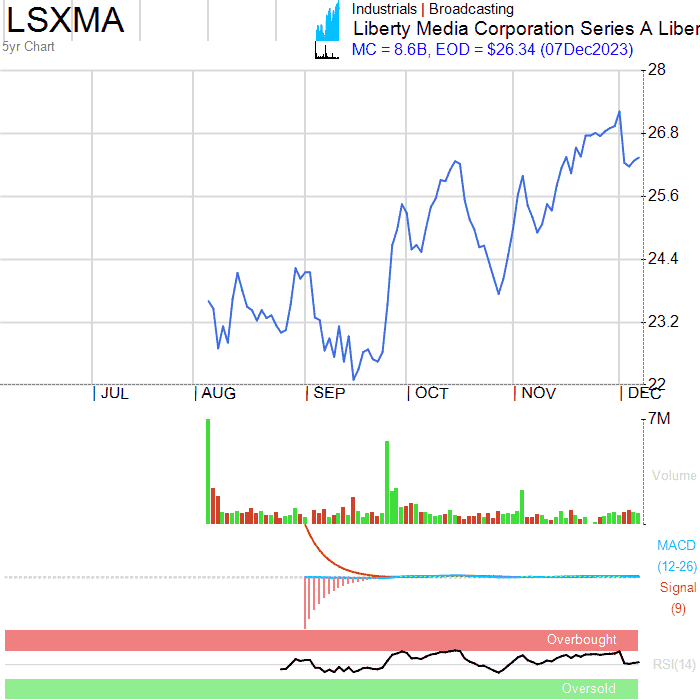 LSXMA
5yr Chart
Industrials | Broadcasting
Liberty Media Corporation Series A Liber
MC = 8.6B, EOD = $26.34 (07Dec2023)
28
26.8
25.6
24.4
23.2
22
JUL
AUG
SEP
OCT
NOV
DEC
7M
Volume
MACD
(12-26)
Signal
(9)
Overbought
RSI(14)
Oversold